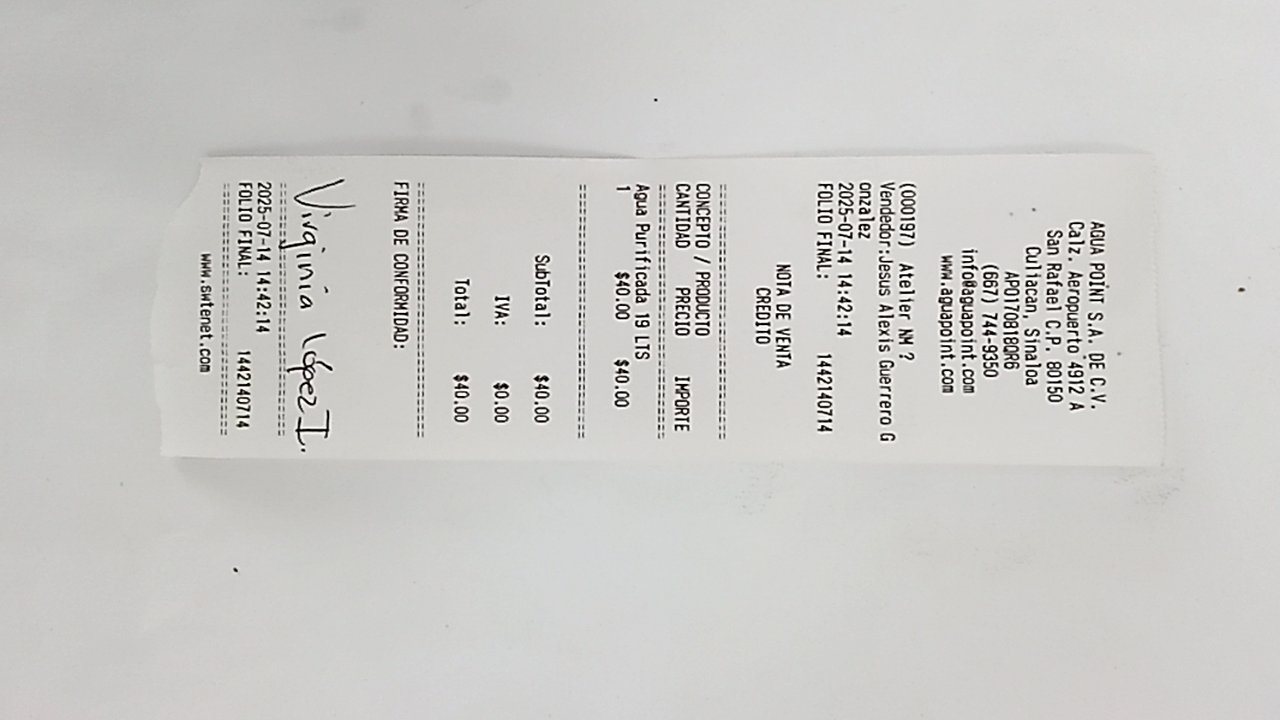 AGUA POINT S.A. DE C.V.
Calz. Aeropuerto 4912 A
San Rafael C.P. 80150
Culiacan, Sinaloa
APO170818QR6
(667) 744-9350
info@aguapoint.com
www.aguapoint.com
(000197) Atelier NM ?
Vendedor:Jesus Alexis Guerrero G
onzalez
2025-07-14 14:42:14
FOLIO FINAL: 1442140714
NOTA DE VENTA
CREDITO
================================
CONCEPTO / PRODUCTO
CANTIDAD PRECIO IMPORTE
================================
Agua Purificada 19 LTS
1 $40.00 $40.00
================================
SubTotal: $40.00
IVA: $0.00
Total: $40.00
================================
FIRMA DE CONFORMIDAD:
Virginia López I.
================================
2025-07-14 14:42:14
FOLIO FINAL: 1442140714
================================
www.swtenet.com